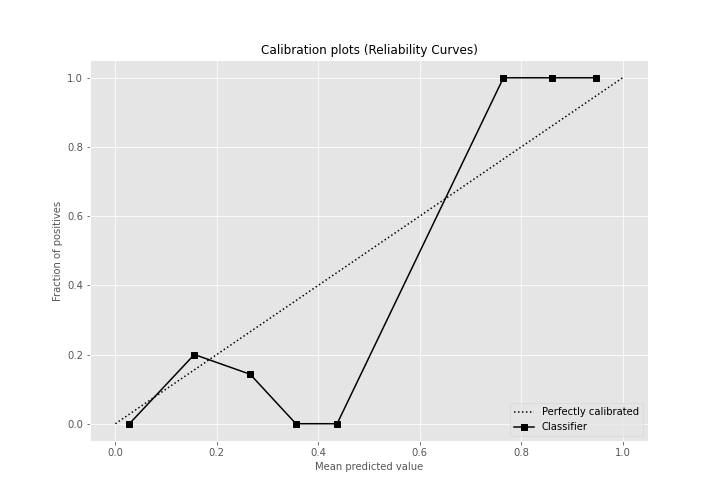 Calibration plots (Reliability Curves)
1.0
0.8
0.6
0.4
0.2
0.0
Fraction of positives
0.0 0.2 0.4 0.6 0.8 1.0
Mean predicted value
Perfectly calibrated
Classifier